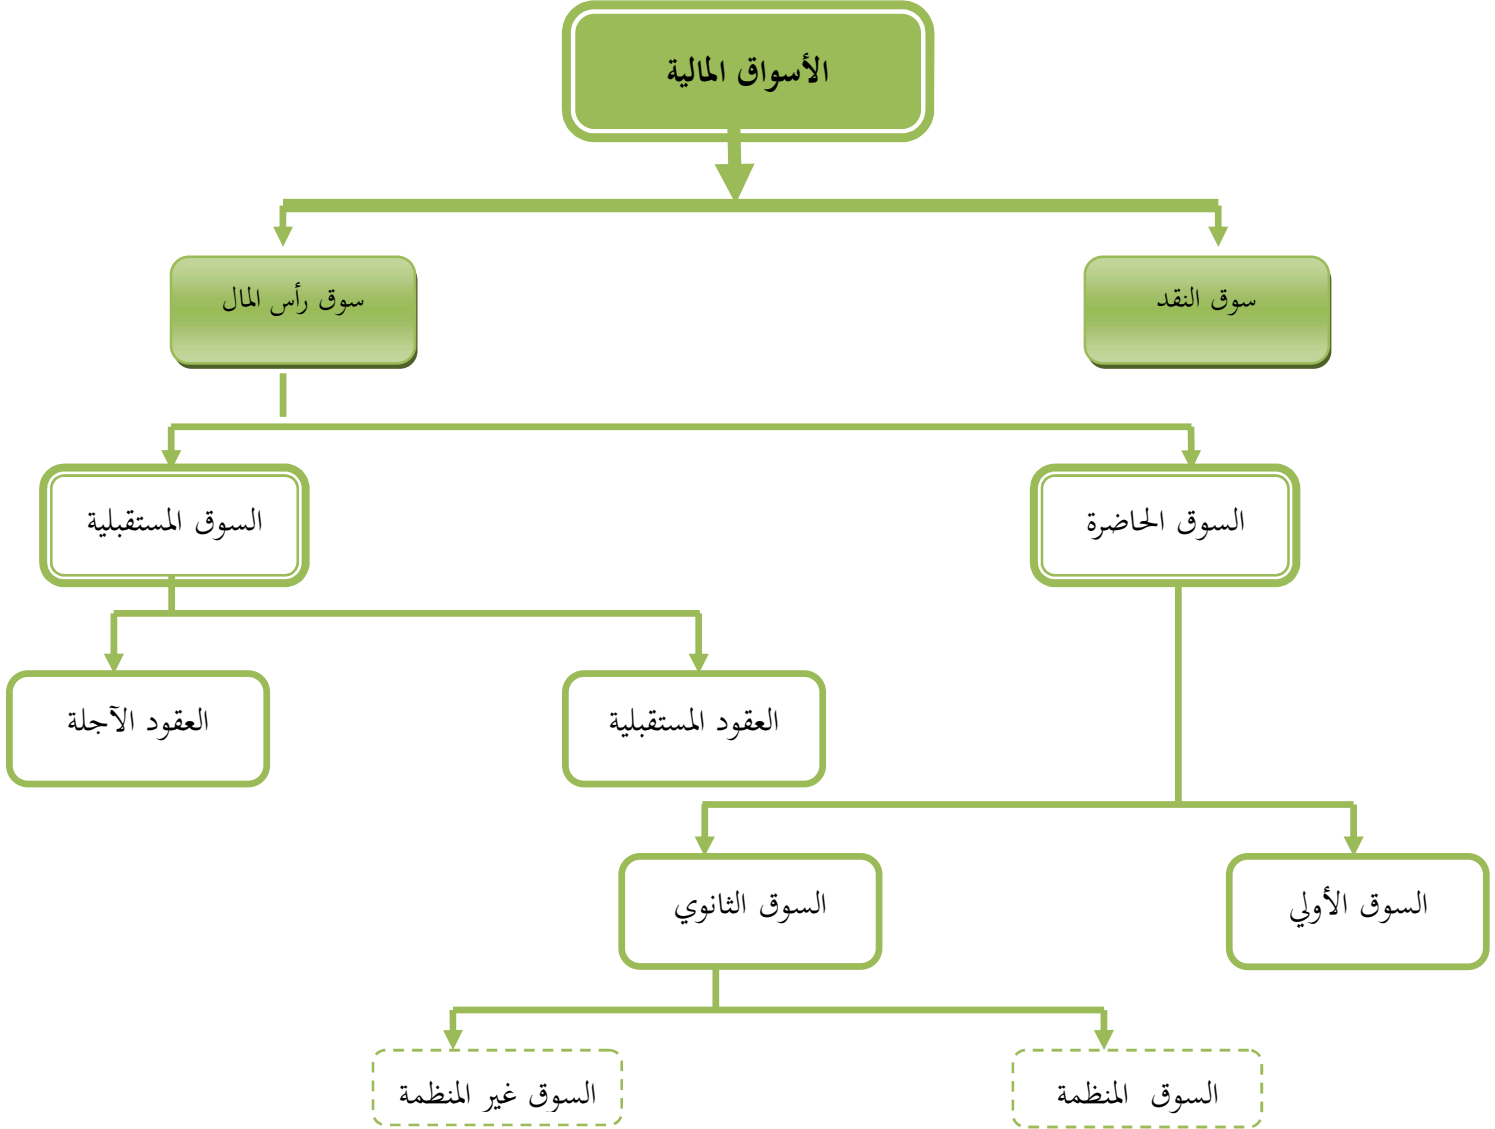 الأسواق المالية
سوق النقد
سوق رأس المال
السوق الحاضرة
السوق المستقبلية
العقود المستقبلية
العقود الآجلة
السوق الأولي
السوق الثانوي
السوق المنظمة
السوق غير المنظمة